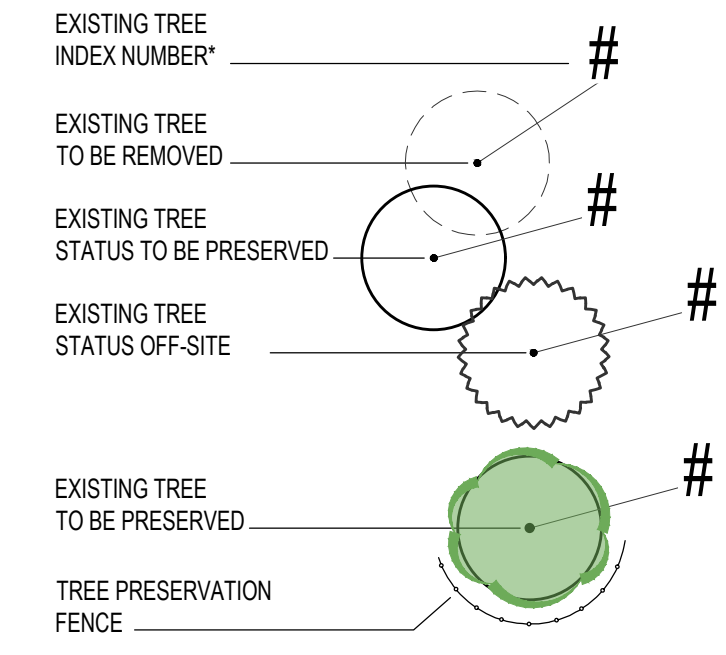 EXISTING TREE
INDEX NUMBER*
#
EXISTING TREE
TO BE REMOVED
#
EXISTING TREE
STATUS TO BE PRESERVED
#
EXISTING TREE
STATUS OFF-SITE
#
EXISTING TREE
TO BE PRESERVED
TREE PRESERVATION
FENCE